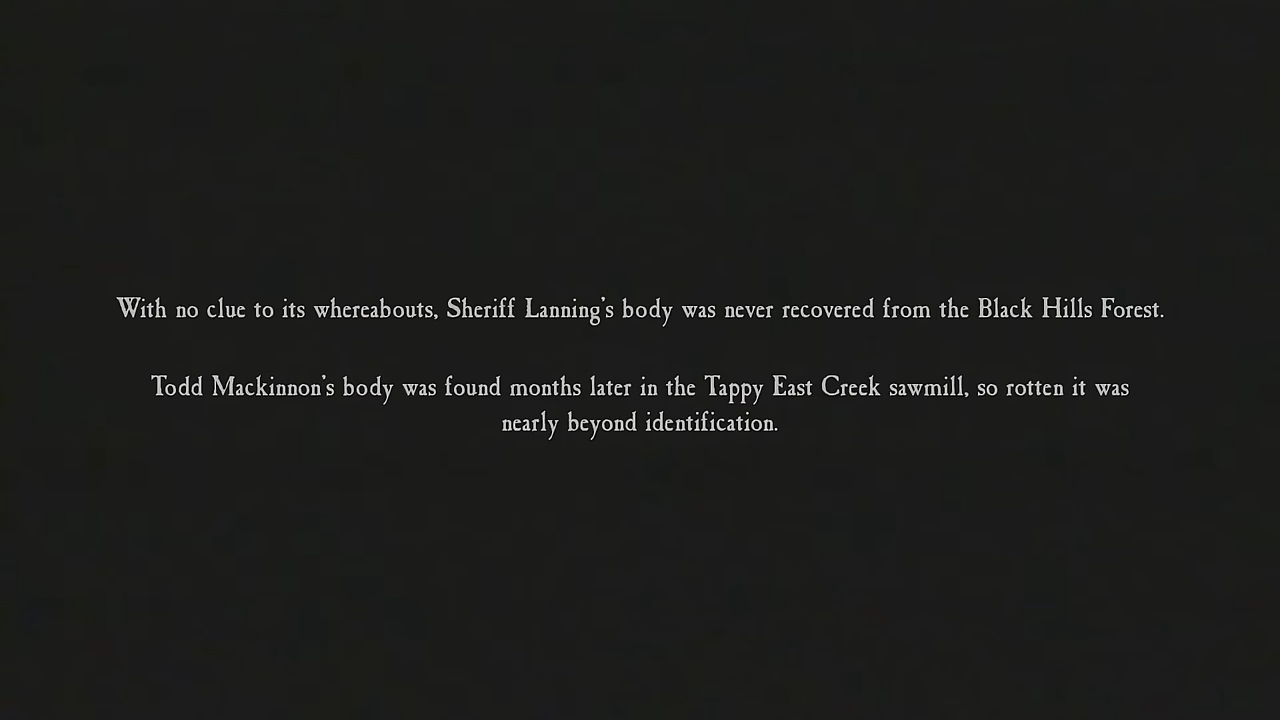 With no clue to its whereabouts, Sheriff Lanning's body was never recovered from the Black Hills Forest.
Todd Mackinnon's body was found months later in the Tappy East Creek sawmill, so rotten it was
nearly beyond identification.